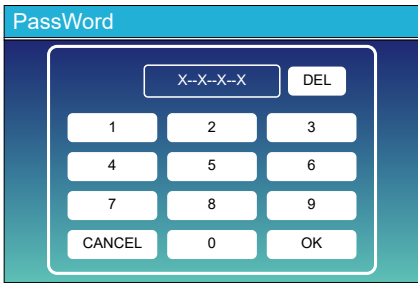 PassWord
X--X--X--X DEL
1 2 3
4 5 6
7 8 9
CANCEL 0 OK